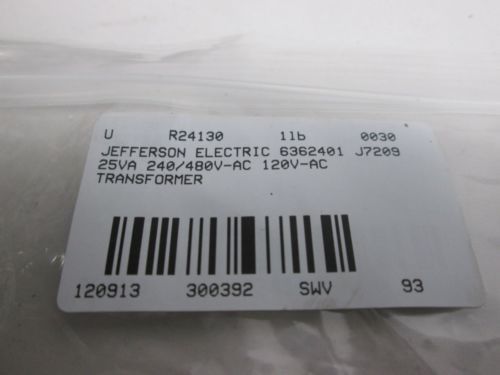 U R24130 1lb 0030
JEFFERSON ELECTRIC 6362401 J7209
25VA 240/480V-AC 120V-AC
TRANSFORMER
120913 300392 SWV 93